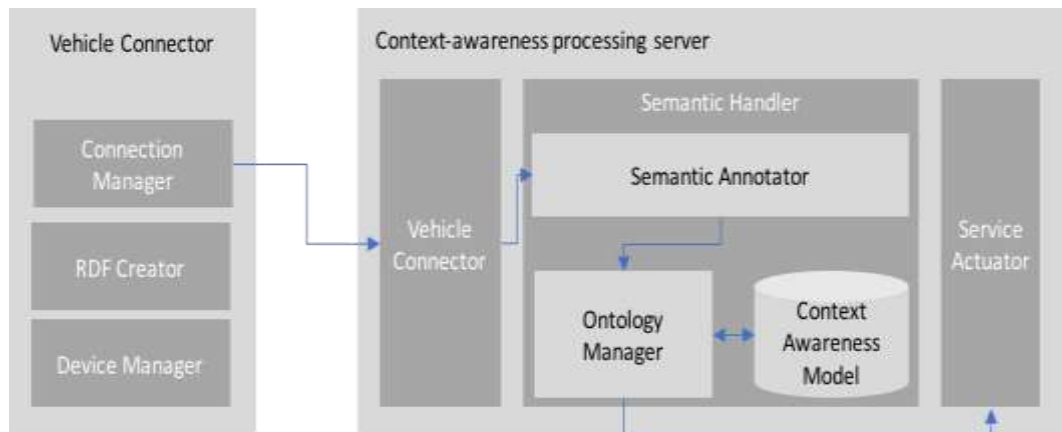 Vehicle Connector
Connection
Manager
RDF Creator
Device Manager
Context-awareness processing server
Vehicle
Connector
Semantic Handler
Semantic Annotator
Ontology
Manager
Context
Awareness
Model
Service
Actuator